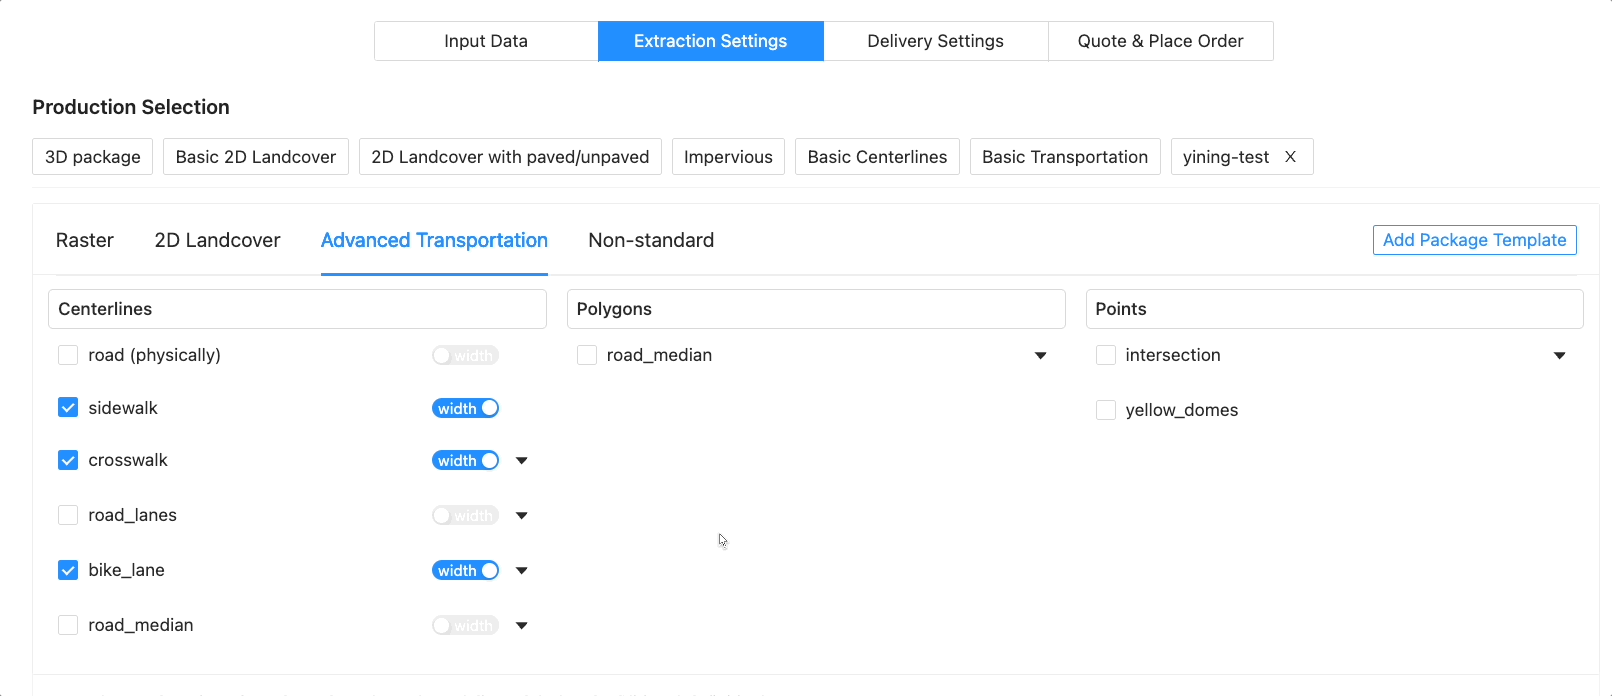 Input Data
Extraction Settings
Delivery Settings
Quote & Place Order
Production Selection
3D package
Basic 2D Landcover
2D Landcover with paved/unpaved
Impervious
Basic Centerlines
Basic Transportation
yining-test X
Raster
2D Landcover
Advanced Transportation
Non-standard
Add Package Template
Centerlines
Polygons
Points
road (physically) width
road_median
intersection
sidewalk width
yellow_domes
crosswalk width
road_lanes width
bike_lane width
road_median width